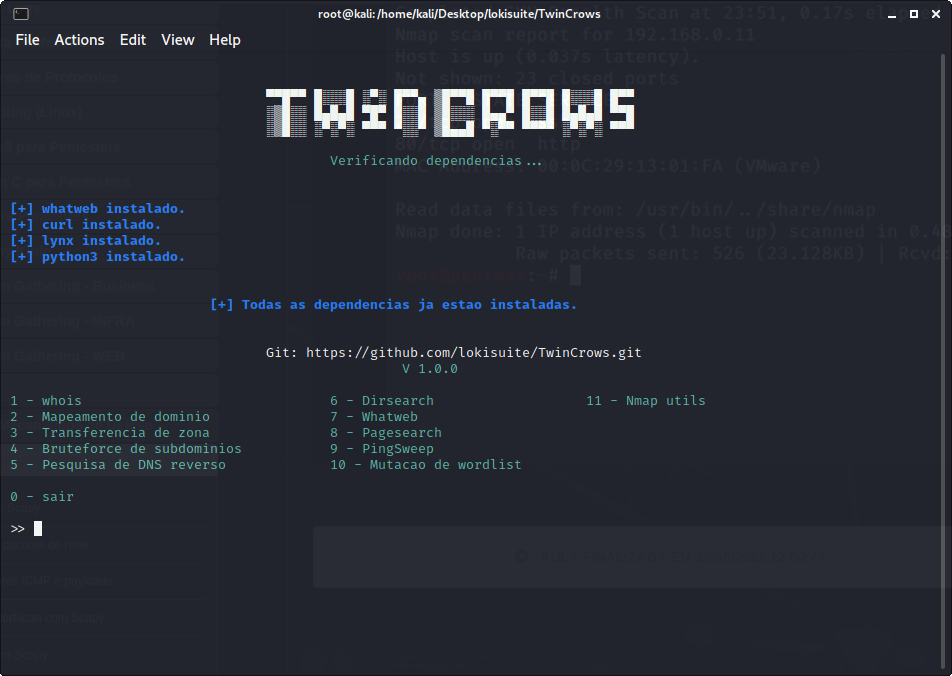 root@kali:/home/kali/Desktop/lokisuite/TwinCrows
File Actions Edit View Help
Nmap scan report for 192.168.0.11
Host is up (0.037s latency).
Not shown: 23 closed ports
TWINCROWS
80/tcp open http
Verificando dependencias...
MAC Address: 00:0C:29:13:01:FA (VMware)
[+] whatweb instalado.
[+] curl instalado.
[+] lynx instalado.
[+] python3 instalado.
Read data files from: /usr/bin/../share/nmap
Nmap done: 1 IP address (1 host up) scanned in 0.48
Raw packets sent: 526 (23.128KB) | Rcvd:
[+] Todas as dependencias ja estao instaladas.
Git: https://github.com/lokisuite/TwinCrows.git
V 1.0.0
1 - whois 6 - Dirsearch 11 - Nmap utils
2 - Mapeamento de dominio 7 - Whatweb
3 - Transferencia de zona 8 - Pagesearch
4 - Bruteforce de subdominios 9 - PingSweep
5 - Pesquisa de DNS reverso 10 - Mutacao de wordlist
0 - sair
>>